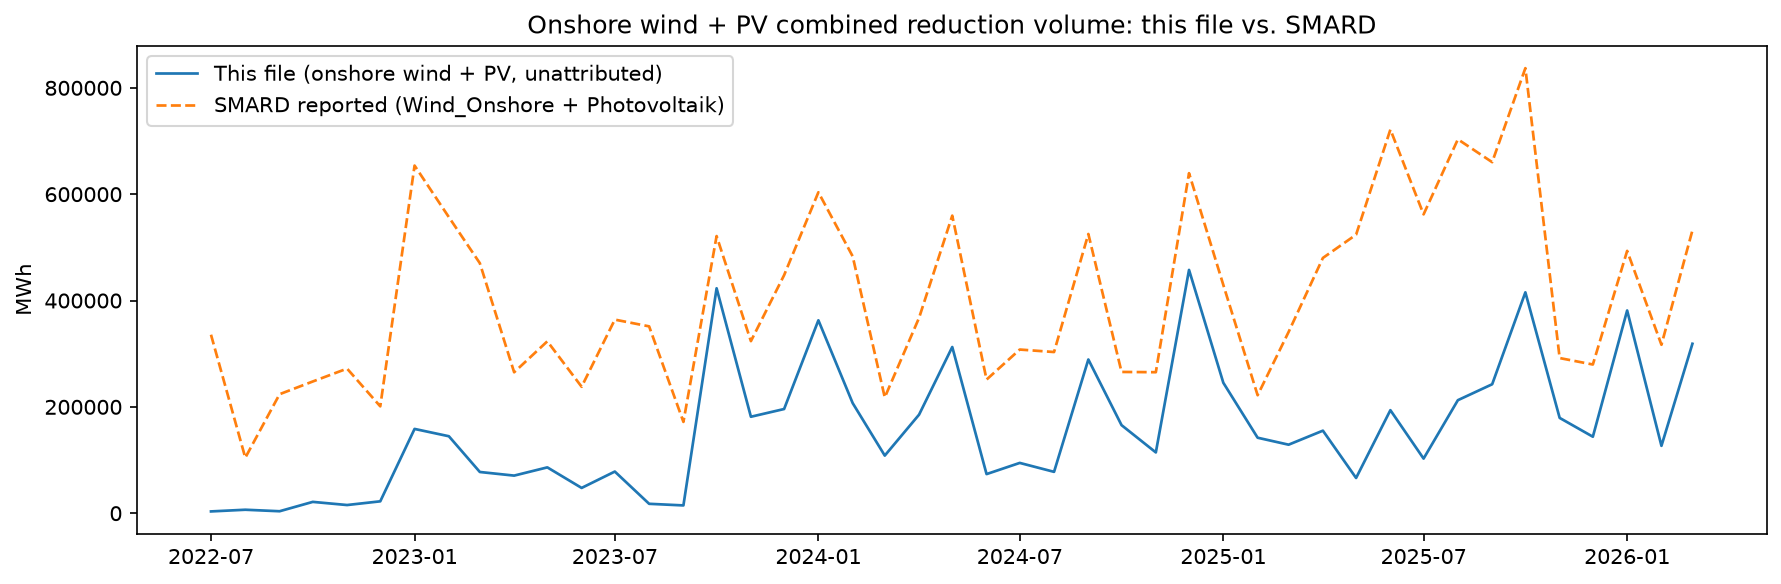 Onshore wind + PV combined reduction volume: this file vs. SMARD
This file (onshore wind + PV, unattributed)
SMARD reported (Wind_Onshore + Photovoltaik)
MWh
800000
600000
400000
200000
0
2022-07 2023-01 2023-07 2024-01 2024-07 2025-01 2025-07 2026-01